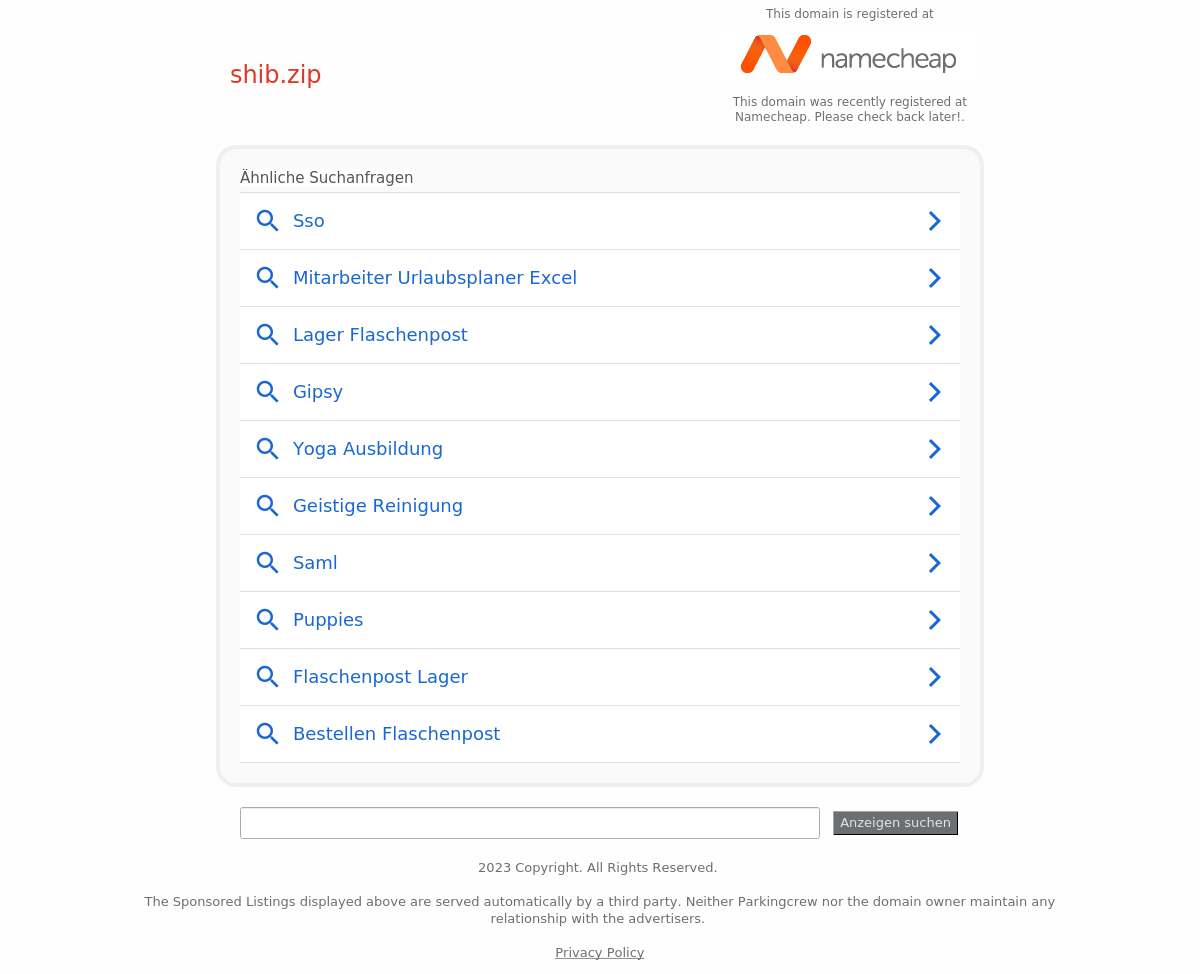 This domain is registered at
namecheap
shib.zip
This domain was recently registered at
Namecheap. Please check back later!.
Ähnliche Suchanfragen
Sso
Mitarbeiter Urlaubsplaner Excel
Lager Flaschenpost
Gipsy
Yoga Ausbildung
Geistige Reinigung
Saml
Puppies
Flaschenpost Lager
Bestellen Flaschenpost
Anzeigen suchen
2023 Copyright. All Rights Reserved.
The Sponsored Listings displayed above are served automatically by a third party. Neither Parkingcrew nor the domain owner maintain any
relationship with the advertisers.
Privacy Policy